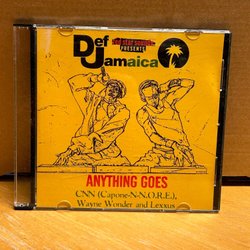 PRESENTS
Def
Jamaica
ANYTHING GOES
CNN (Capone-N-N.O.R.E.),
Wayne Wonder and Lexxus